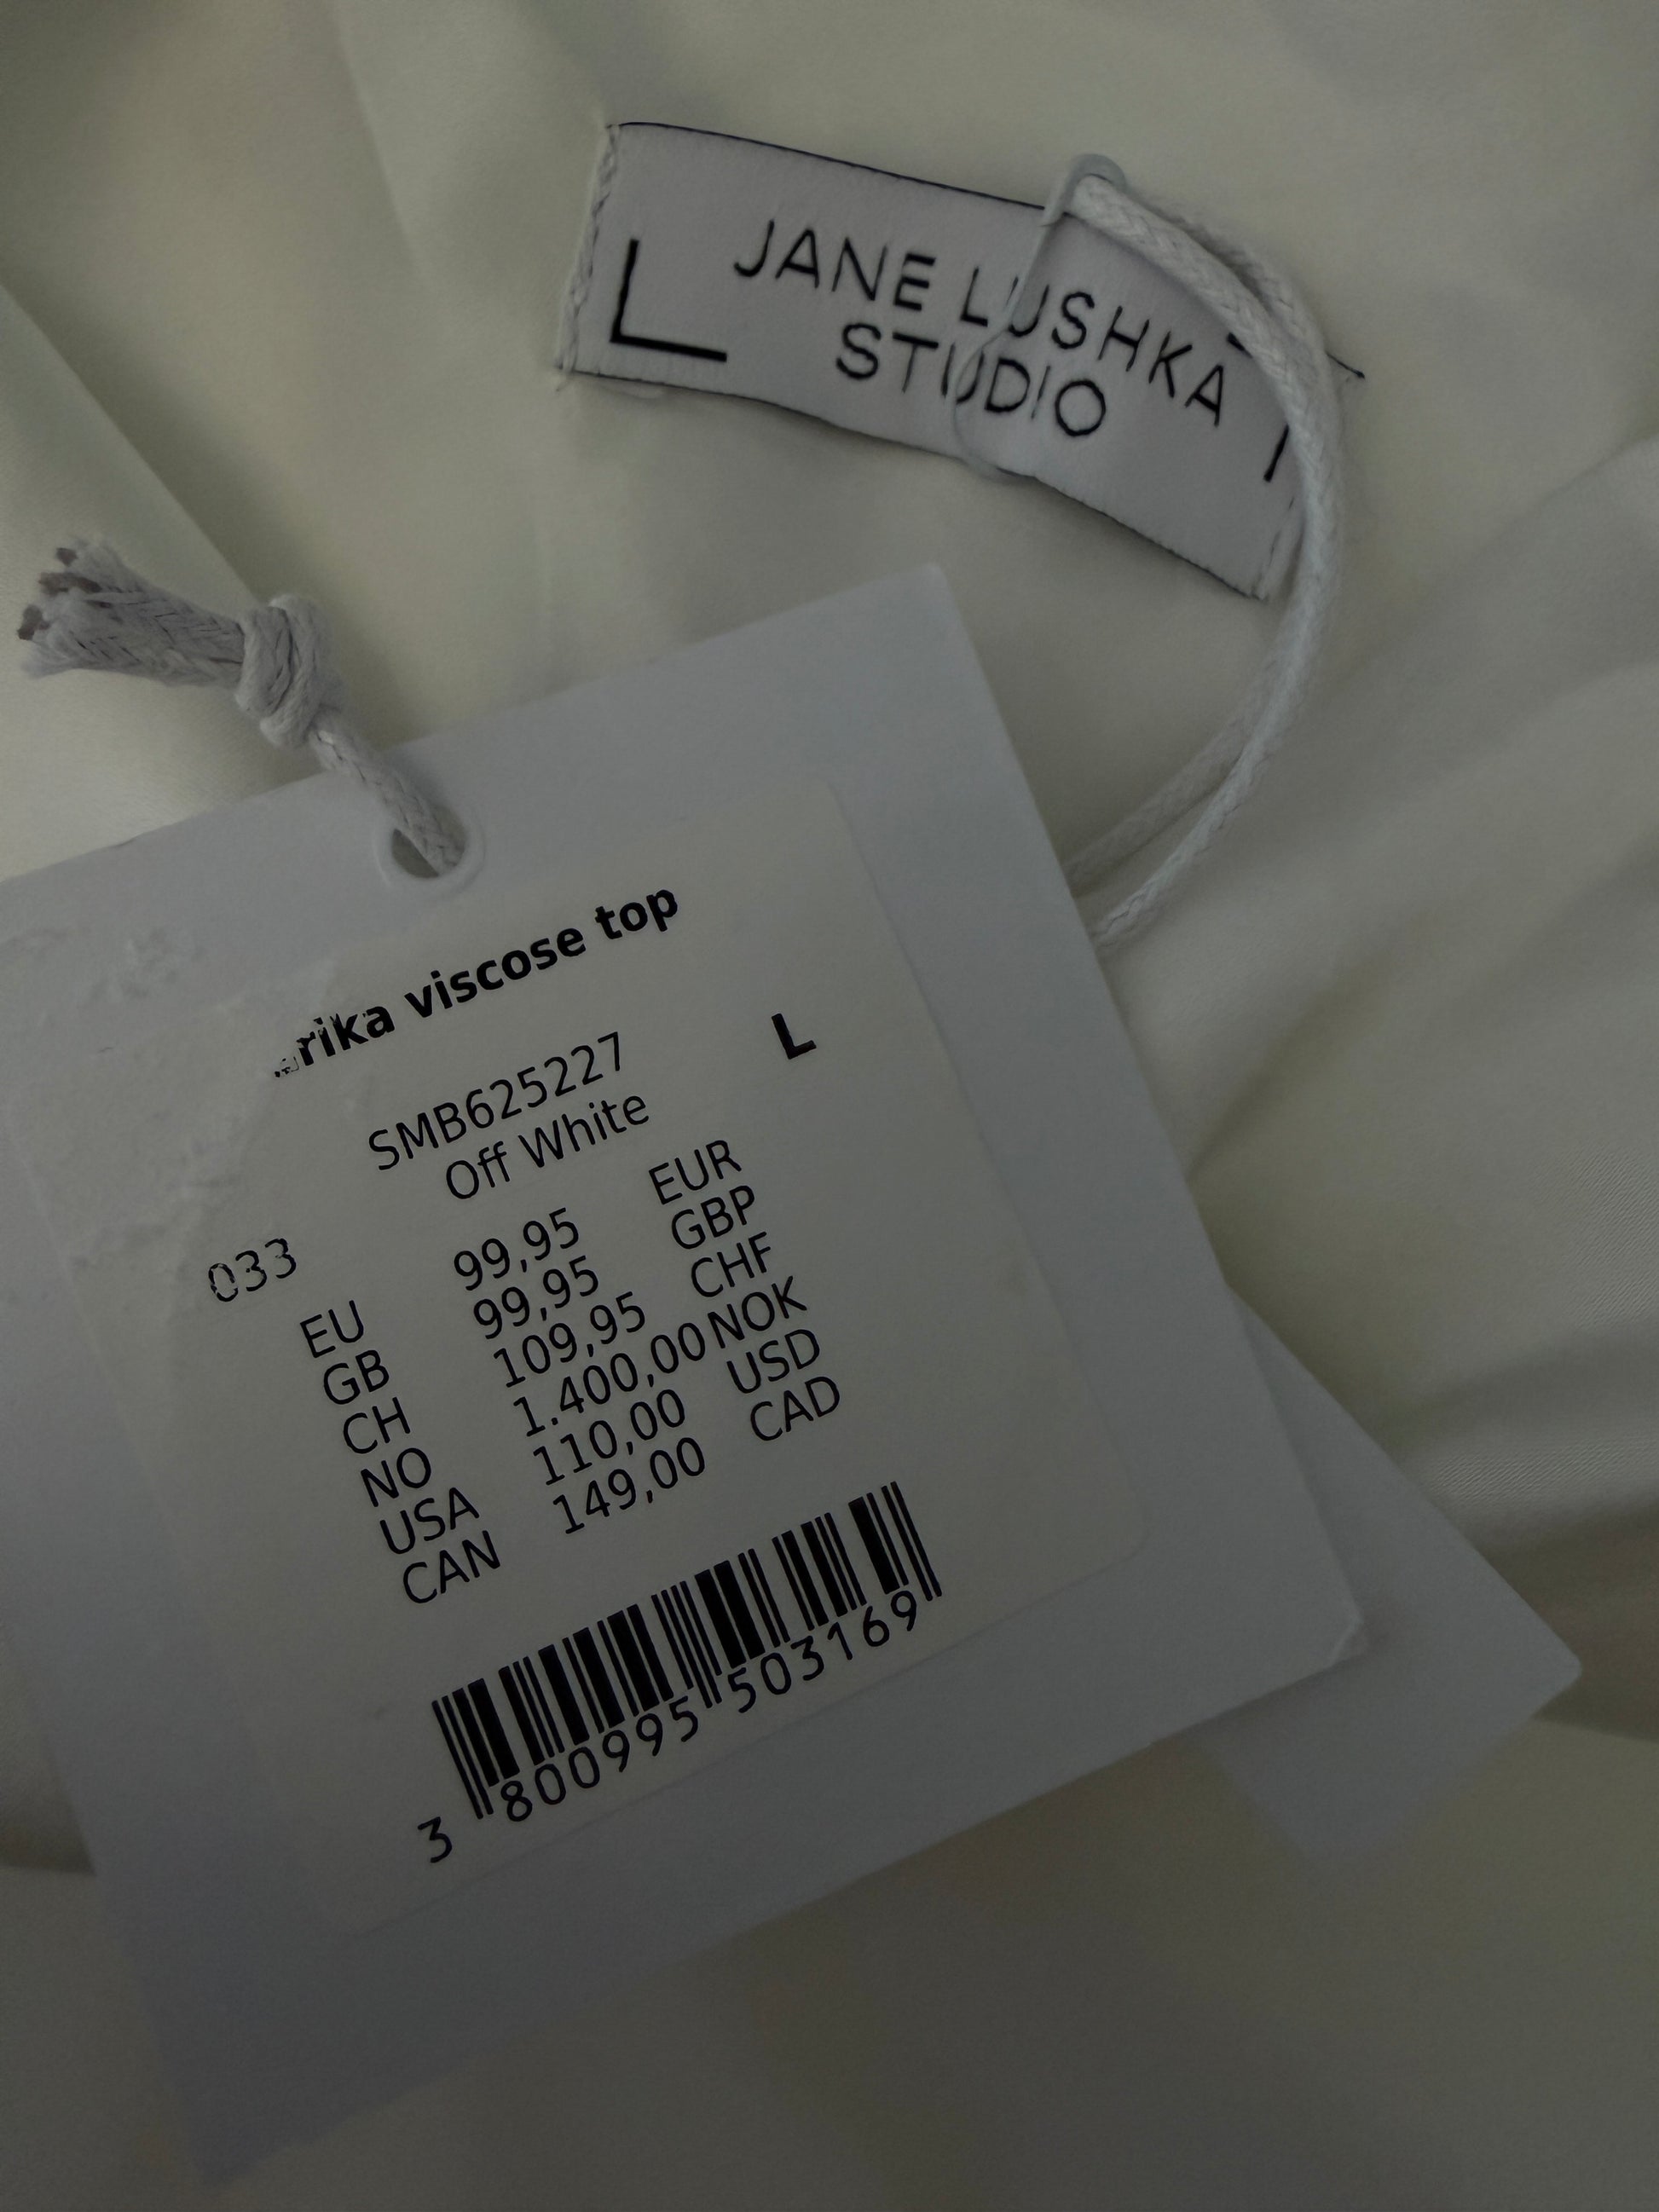 JANE LUSHKA
STUDIO
viscose top
SMB625227 L
Off White
033
EU 99,95 EUR
GB 99,95 GBP
CH 109,95 CHF
NO 1.400,00 NOK
USA 110,00 USD
CAN 149,00 CAD
3 800995 503169